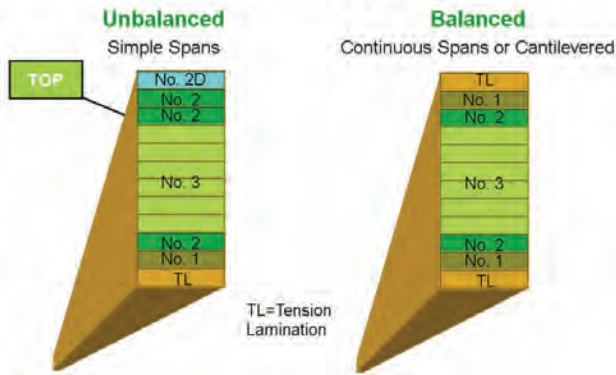 Unbalanced
Simple Spans
TOP
No. 2D
No. 2
No. 2
No. 3
No. 2
No. 1
TL
TL=Tension
Lamination
Balanced
Continuous Spans or Cantilevered
TL
No. 1
No. 2
No. 3
No. 2
No. 1
TL